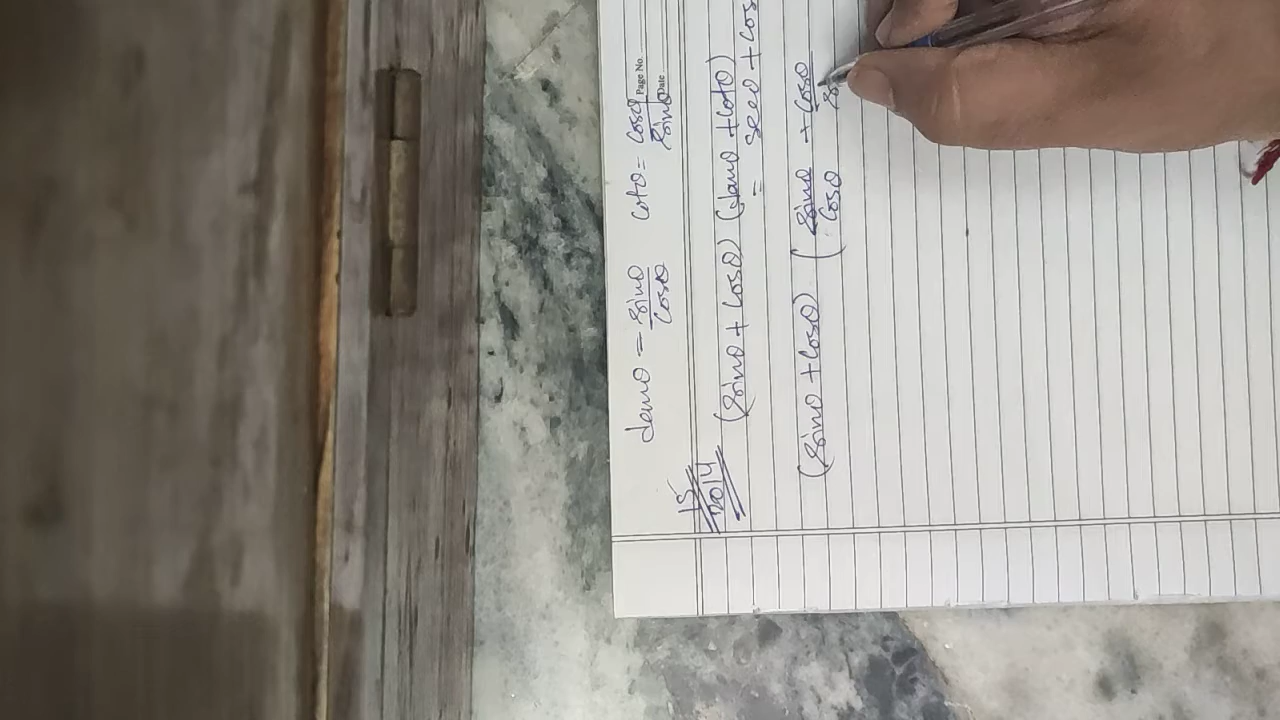 Page No.
Date
tanθ = sinθ/cosθ cotθ = cosθ/sinθ
15
2014
(sinθ + cosθ) (tanθ + cotθ)
= secθ + cos
(sinθ + cosθ) (sinθ/cosθ + cosθ/